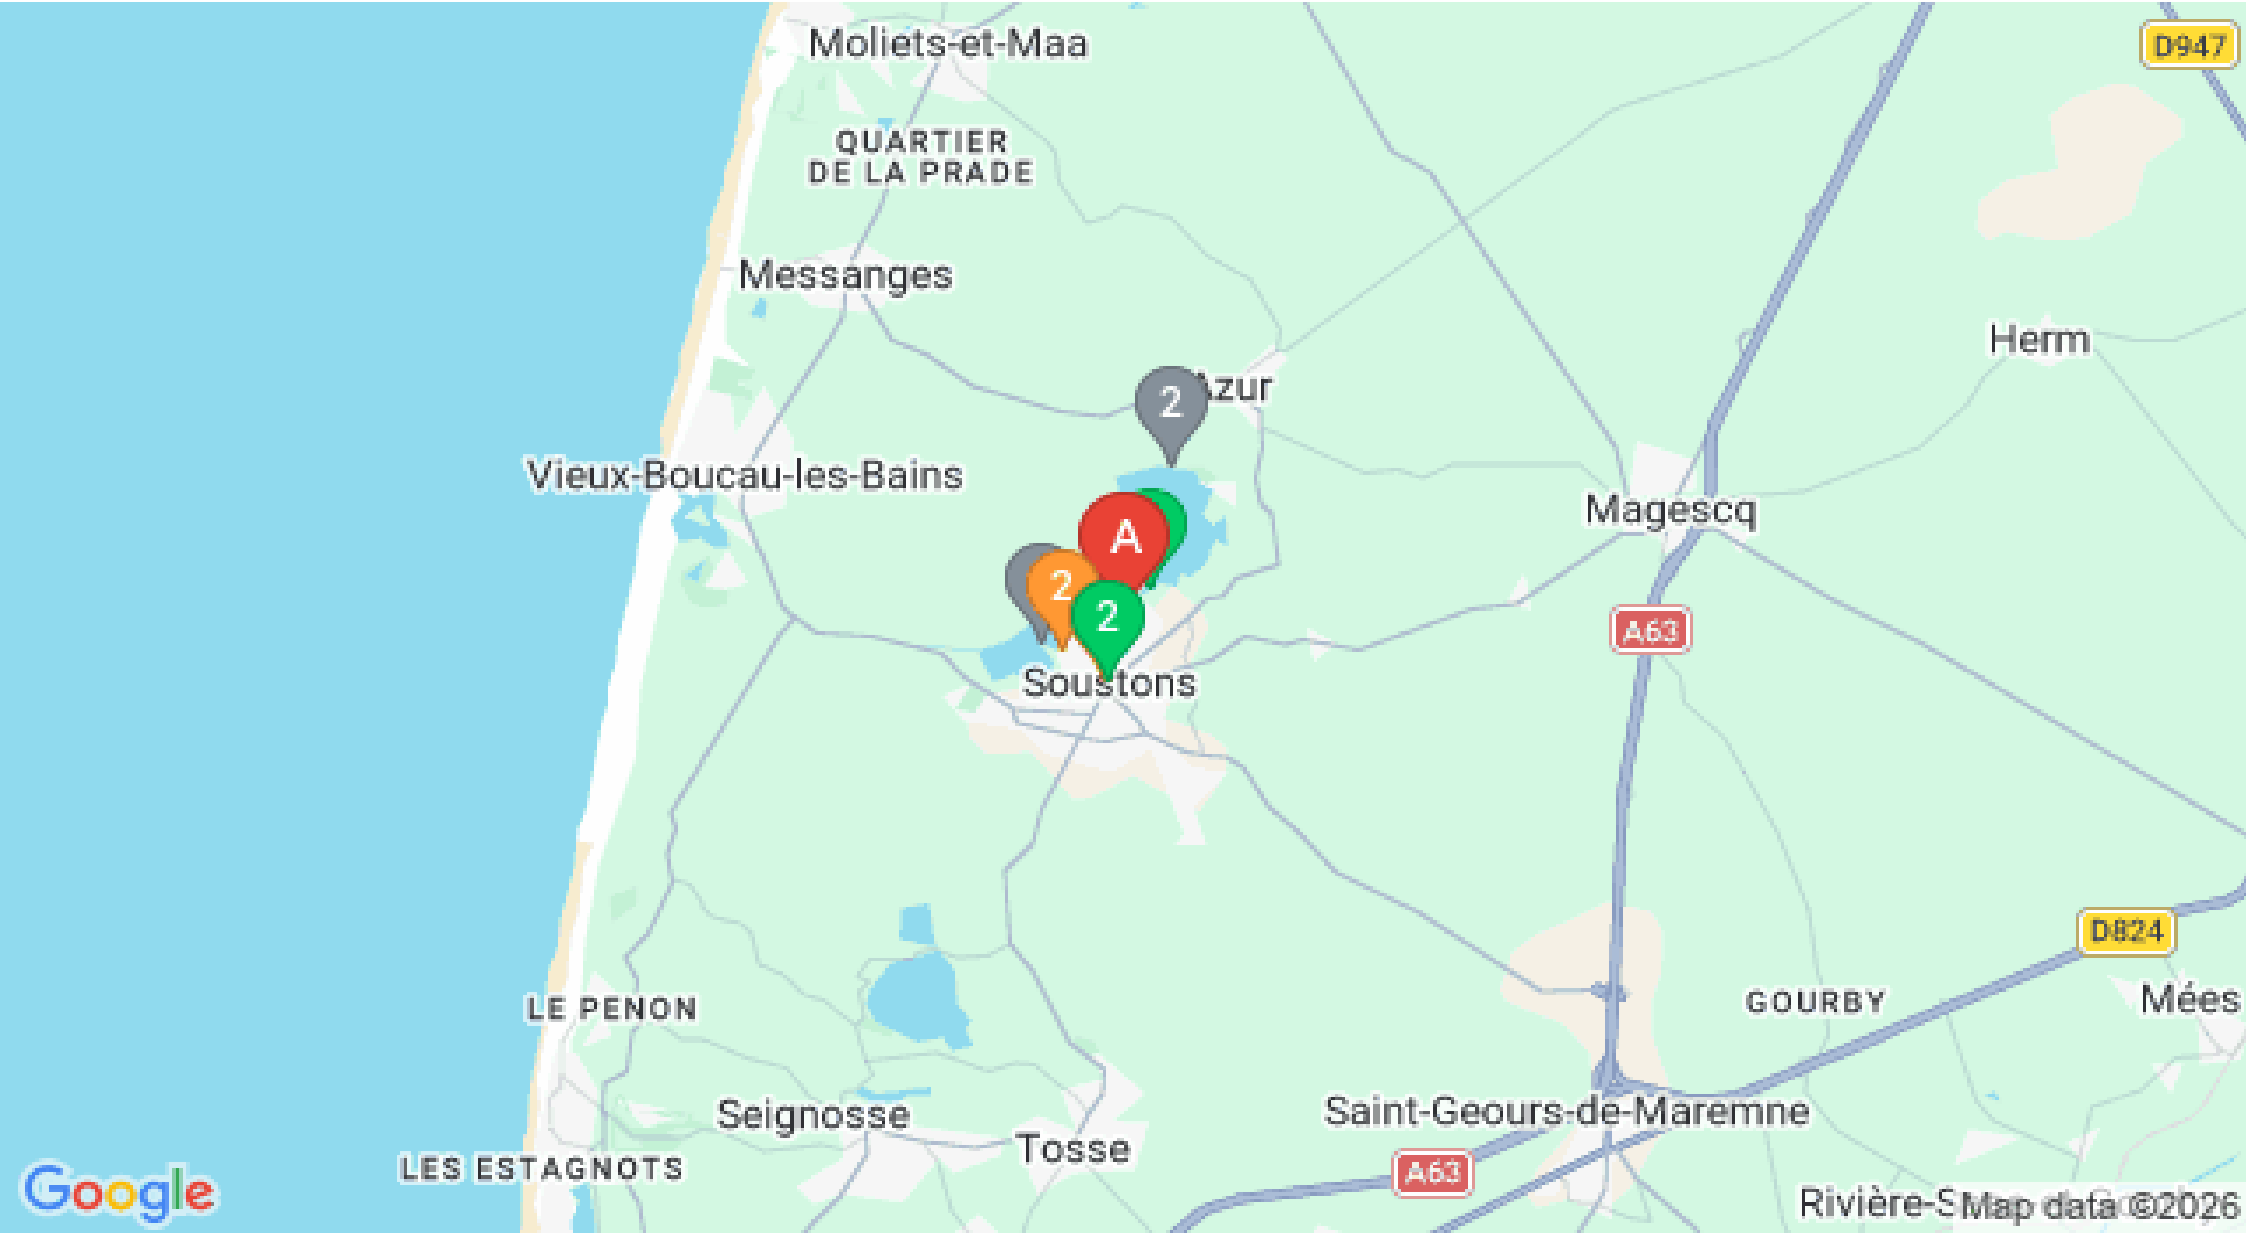 Moliets-et-Maa
D947
QUARTIER
DE LA PRADE
Messanges
Herm
2
Azur
Vieux-Boucau-les-Bains
Magescq
A
2
2
A63
Soustons
D824
LE PENON
GOURBY
Mées
Seignosse
Saint-Geours-de-Maremne
Tosse
LES ESTAGNOTS
A63
Google
Map data ©2026